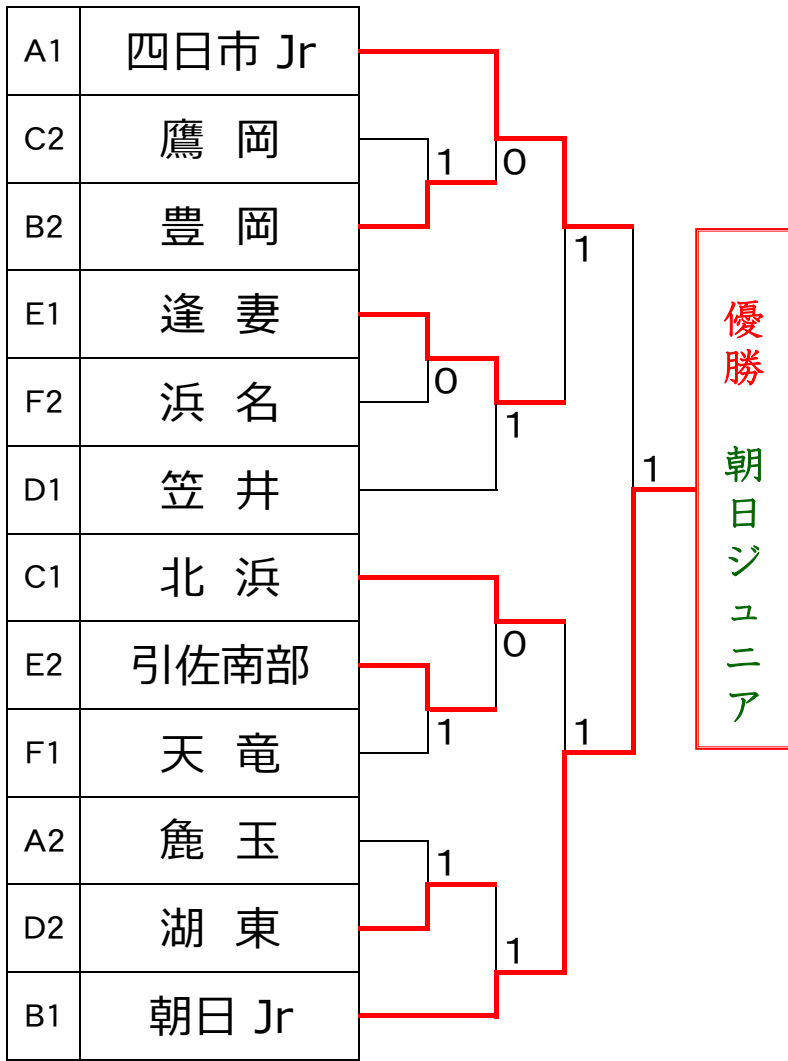 A1 四日市 Jr
C2 鷹 岡
B2 豊 岡
E1 逢 妻
F2 浜 名
D1 笠 井
C1 北 浜
E2 引佐南部
F1 天 竜
A2 麁 玉
D2 湖 東
B1 朝日 Jr
1
0
1
0
1
1
0
1
1
1
1
優勝 朝日ジュニア